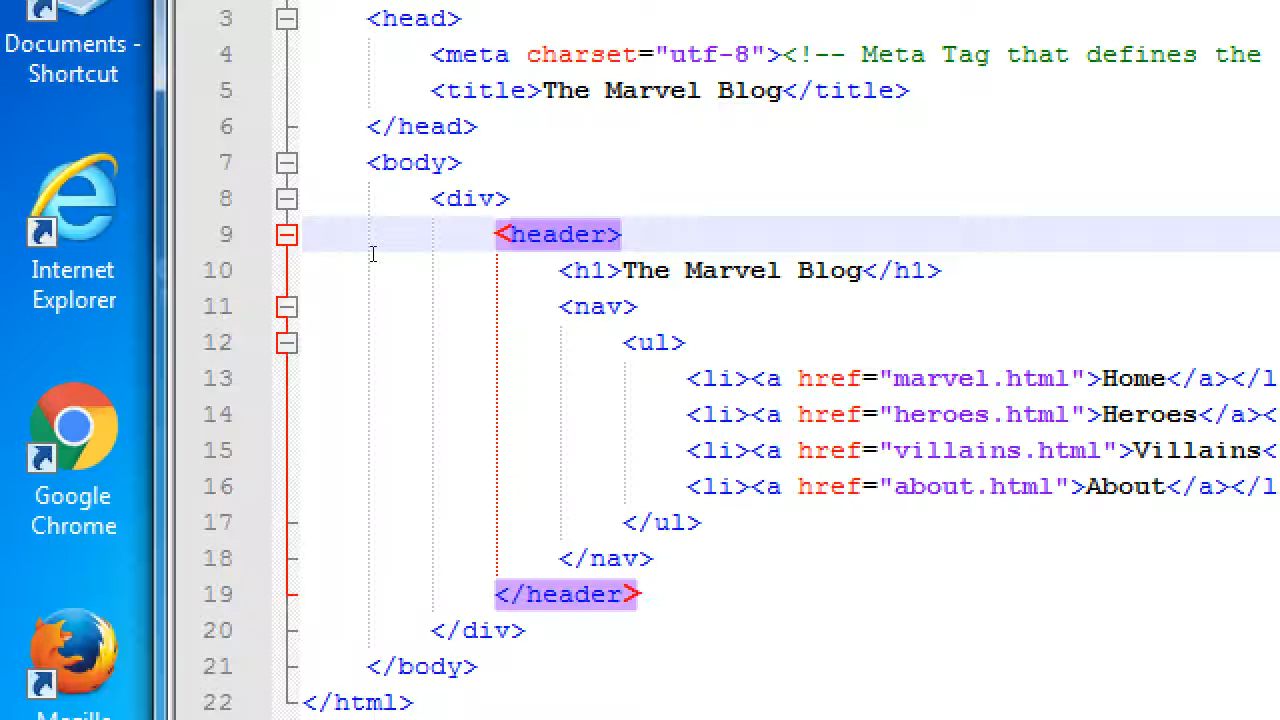 Documents -
Shortcut
Internet
Explorer
Google
Chrome
Mozilla
3 <head>
4 <meta charset="utf-8"><!-- Meta Tag that defines the
5 <title>The Marvel Blog</title>
6 </head>
7 <body>
8 <div>
9 <header>
10 <h1>The Marvel Blog</h1>
11 <nav>
12 <ul>
13 <li><a href="marvel.html">Home</a></l
14 <li><a href="heroes.html">Heroes</a><
15 <li><a href="villains.html">Villains<
16 <li><a href="about.html">About</a></l
17 </ul>
18 </nav>
19 </header>
20 </div>
21 </body>
22 </html>